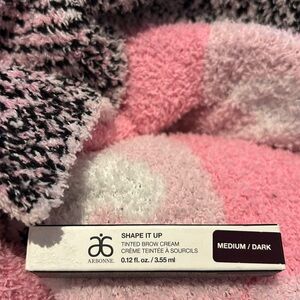 SHAPE IT UP
TINTED BROW CREAM
CRÈME TEINTÉE À SOURCILS
ARBONNE
0.12 fl. oz. / 3.55 ml
MEDIUM / DARK